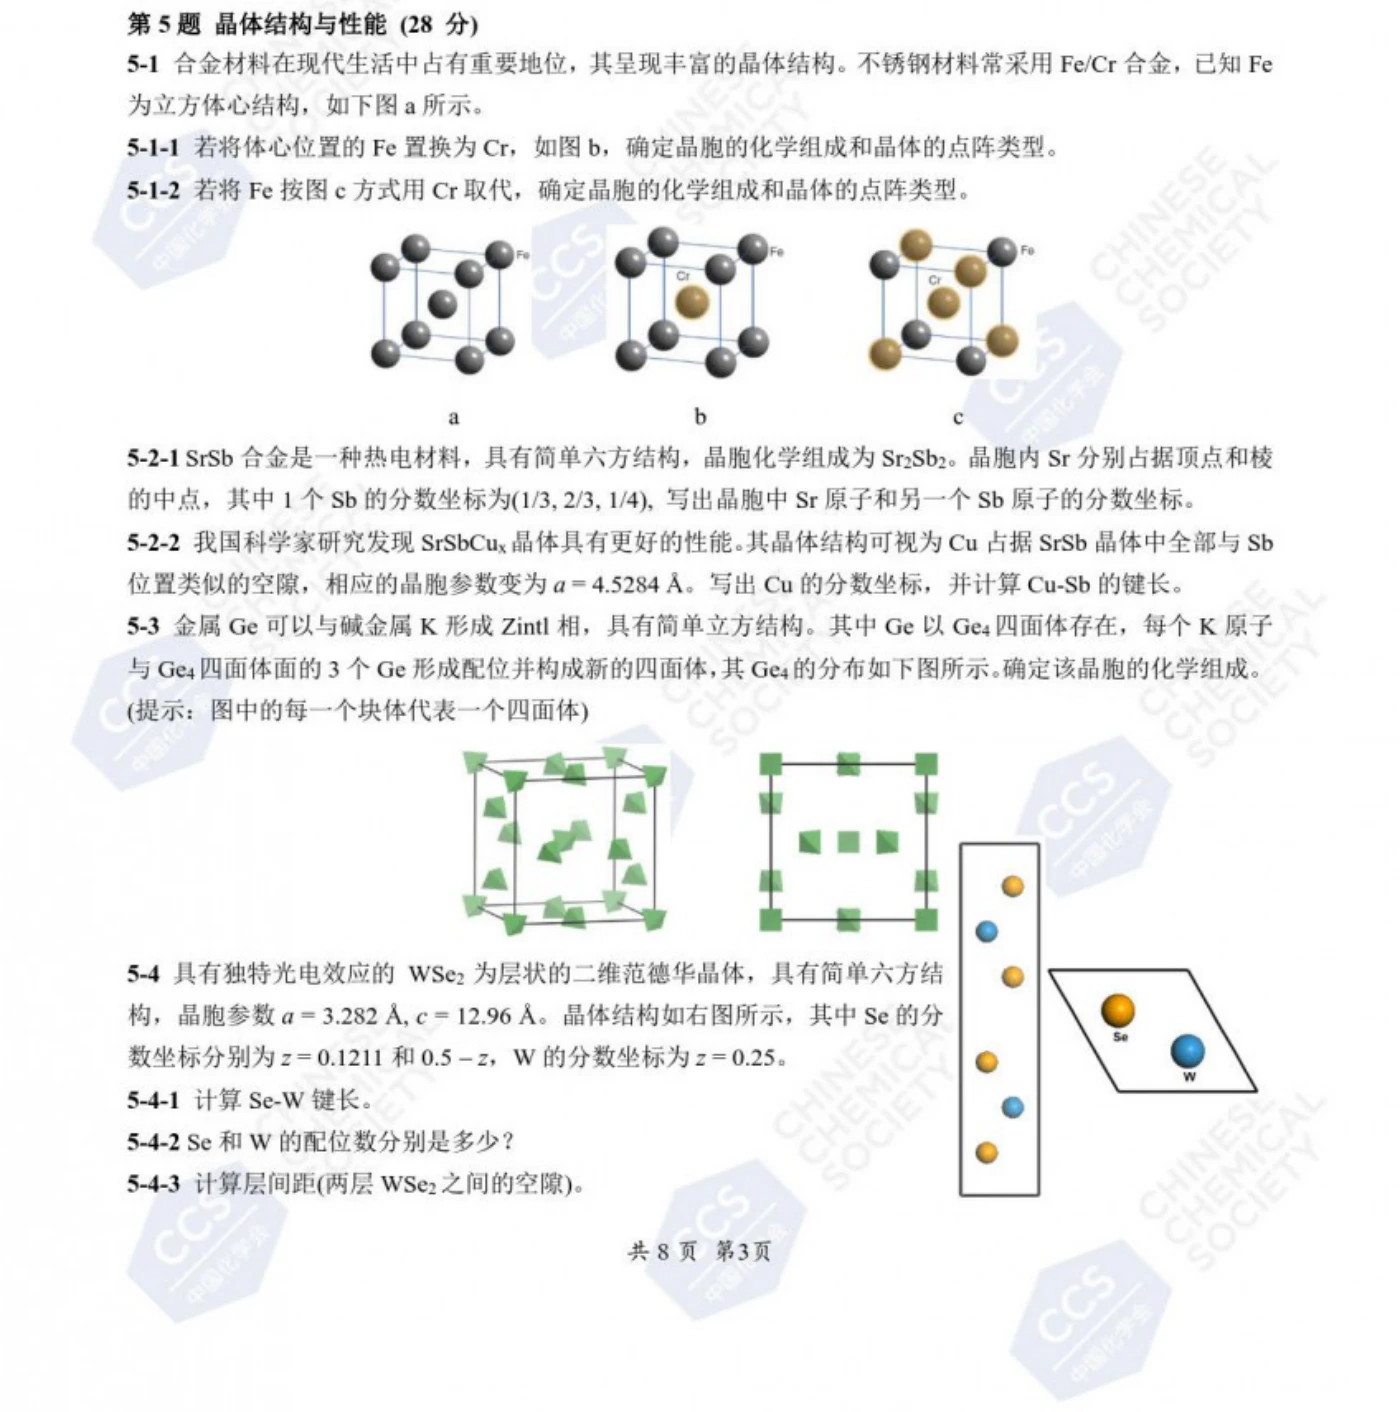 第 5 题 晶体结构与性能 (28 分)
5-1 合金材料在现代生活中占有重要地位，其呈现丰富的晶体结构。不锈钢材料常采用 Fe/Cr 合金，已知 Fe
为立方体心结构，如下图 a 所示。
5-1-1 若将体心位置的 Fe 置换为 Cr，如图 b，确定晶胞的化学组成和晶体的点阵类型。
5-1-2 若将 Fe 按图 c 方式用 Cr 取代，确定晶胞的化学组成和晶体的点阵类型。
Fe
Cr
Fe
Cr
Fe
a
b
c
5-2-1 SrSb 合金是一种热电材料，具有简单六方结构，晶胞化学组成为 Sr₂Sb₂。晶胞内 Sr 分别占据顶点和棱
的中点，其中 1 个 Sb 的分数坐标为(1/3, 2/3, 1/4), 写出晶胞中 Sr 原子和另一个 Sb 原子的分数坐标。
5-2-2 我国科学家研究发现 SrSbCuₓ 晶体具有更好的性能。其晶体结构可视为 Cu 占据 SrSb 晶体中全部与 Sb
位置类似的空隙，相应的晶胞参数变为 a = 4.5284 Å。写出 Cu 的分数坐标，并计算 Cu-Sb 的键长。
5-3 金属 Ge 可以与碱金属 K 形成 Zintl 相，具有简单立方结构。其中 Ge 以 Ge₄ 四面体存在，每个 K 原子
与 Ge₄ 四面体面的 3 个 Ge 形成配位并构成新的四面体，其 Ge₄ 的分布如下图所示。确定该晶胞的化学组成。
(提示：图中的每一个块体代表一个四面体)
5-4 具有独特光电效应的 WSe₂ 为层状的二维范德华晶体，具有简单六方结
构，晶胞参数 a = 3.282 Å, c = 12.96 Å。晶体结构如右图所示，其中 Se 的分
数坐标分别为 z = 0.1211 和 0.5 – z，W 的分数坐标为 z = 0.25。
Se
W
5-4-1 计算 Se-W 键长。
5-4-2 Se 和 W 的配位数分别是多少？
5-4-3 计算层间距(两层 WSe₂ 之间的空隙)。
共 8 页 第3页
CCS
中国化学会
CHINESE
CHEMICAL
SOCIETY